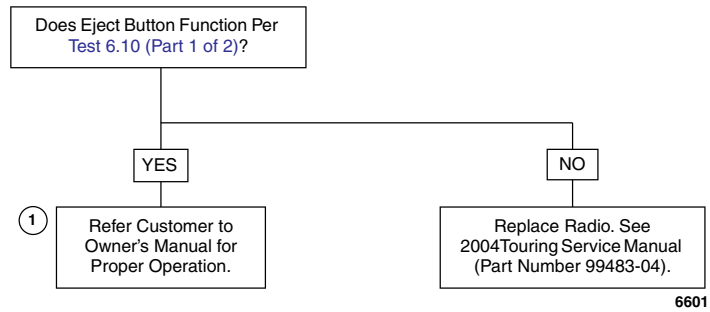 Does Eject Button Function Per
Test 6.10 (Part 1 of 2)?
YES
NO
1
Refer Customer to
Owner's Manual for
Proper Operation.
Replace Radio. See
2004Touring Service Manual
(Part Number 99483-04).
6601